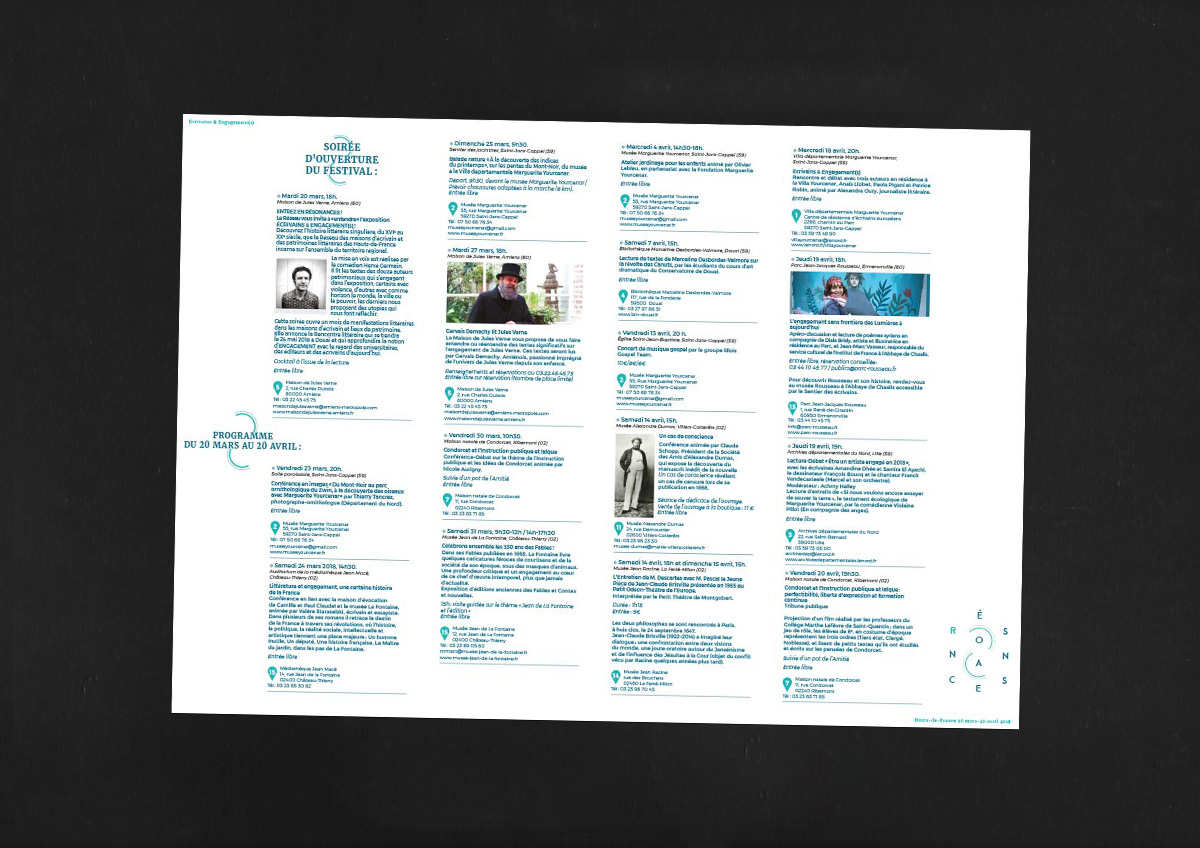 Ecrivains & Engagement(s)
SOIRÉE
D'OUVERTURE
DU FESTIVAL :
Mardi 20 mars, 18h.
Maison de Jules Verne, Amiens (80)
ENTREZ EN RÉSONANCES!
Le Réseau vous invite à «entendre» l'exposition
ÉCRIVAINS & ENGAGEMENT(S)!
Découvrez l'histoire littéraire singulière, du XVIe au
XXe siècle, que le Réseau des maisons d'écrivain et
des patrimoines littéraires des Hauts-de-France
incarne sur l'ensemble du territoire régional.
La mise en voix est réalisée par
le comédien Hervé Germain.
Il lit les textes des douze auteurs
patrimoniaux qui s'engagent
dans l'exposition, certains avec
violence, d'autres avec comme
horizon le monde, la ville ou
le pouvoir, les derniers nous
proposant des utopies qui
nous font réfléchir.
Cette soirée ouvre un mois de manifestations littéraires
dans les maisons d'écrivain et lieux de patrimoine.
Elle annonce la Rencontre littéraire qui se tiendra
le 24 mai 2018 à Douai et qui approfondira la notion
d'ENGAGEMENT avec le regard des universitaires,
des éditeurs et des écrivains d'aujourd'hui.
Cocktail à l'issue de la lecture
Entrée libre
Maison de Jules Verne
2, rue Charles Dubois
80000 Amiens
Tél : 03 22 45 45 75
maisondejulesverne@amiens-metropole.com
www.maisondejulesverne.amiens.fr
PROGRAMME
DU 20 MARS AU 20 AVRIL :
Vendredi 23 mars, 20h.
Salle paroissiale, Saint-Jans-Cappel (59)
Conférence en images «Du Mont-Noir au parc
ornithologique du Zwin, à la découverte des oiseaux
avec Marguerite Yourcenar» par Thierry Tancrez,
photographe-ornithologue (Département du Nord).
Entrée libre
2
Musée Marguerite Yourcenar
55, rue Marguerite Yourcenar
59270 Saint-Jans-Cappel
Tél : 07 50 66 76 34
museeyourcenar@gmail.com
www.museeyourcenar.fr
Samedi 24 mars 2018, 14h30.
Auditorium de la médiathèque Jean Macé,
Château-Thierry (02)
Littérature et engagement, une certaine histoire
de la France
Conférence en lien avec la maison d'évocation
de Camille et Paul Claudel et le musée La Fontaine,
animée par Valère Staraselski, écrivain et essayiste.
Dans plusieurs de ses romans il retrace le destin
de la France à travers ses révolutions, où l'histoire,
la politique, la réalité sociale, intellectuelle et
artistique tiennent une place majeure: Un homme
inutile, Un député, Une histoire française, Le Maître
du jardin, dans les pas de La Fontaine.
Entrée libre
Médiathèque Jean Macé
14, rue Jean de la Fontaine
02400 Château-Thierry
Tél : 03 23 85 30 82
Dimanche 25 mars, 9h30.
Sentier des jacinthes, Saint-Jans-Cappel (59)
Balade nature « À la découverte des indices
du printemps», sur les pentes du Mont-Noir, du musée
à la Villa départementale Marguerite Yourcenar.
Départ, 9h30, devant le musée Marguerite Yourcenar/
Prévoir chaussures adaptées à la marche (6 km).
Entrée libre
2
Musée Marguerite Yourcenar
55, rue Marguerite Yourcenar
59270 Saint-Jans-Cappel
Tél : 07 50 66 76 34
museeyourcenar@gmail.com
www.museeyourcenar.fr
Mardi 27 mars, 18h.
Maison de Jules Verne, Amiens (80)
Gervais Demachy lit Jules Verne
La Maison de Jules Verne vous propose de vous faire
entendre ou réentendre des textes significatifs sur
l'engagement de Jules Verne. Ces textes seront lus
par Gervais Demachy, Amiénois, passionné imprégné
de l'univers de Jules Verne depuis son enfance.
Renseignements et réservations au 03.22.45.45.75
Entrée libre sur réservation (Nombre de place limité)
Maison de Jules Verne
2, rue Charles Dubois
80000 Amiens
Tél : 03 22 45 45 75
maisondejulesverne@amiens-metropole.com
www.maisondejulesverne.amiens.fr
Vendredi 30 mars, 10h30.
Maison natale de Condorcet, Ribemont (02)
Condorcet et l'instruction publique et laïque
Conférence-Débat sur le thème de l'instruction
publique et les idées de Condorcet animée par
Nicole Aurigny.
Suivie d'un pot de l'Amitié
Entrée libre
7
Maison natale de Condorcet
11, rue Condorcet
02240 Ribemont
Tél : 03 23 63 71 85
Samedi 31 mars, 9h30-12h / 14h-17h30
Musée Jean de La Fontaine, Château-Thierry (02)
Célébrons ensemble les 350 ans des Fables!
Dans ses Fables publiées en 1668, La Fontaine livre
quelques caricatures féroces de courtisans et de la
société de son époque, sous des masques d'animaux.
Une profondeur critique et un engagement au cœur
de ce chef d'œuvre intemporel, plus que jamais
d'actualité.
Exposition d'éditions anciennes des Fables et Contes
et nouvelles.
15h: visite guidée sur le thème «Jean de La Fontaine
et l'édition»
Entrée libre
Musée Jean de La Fontaine
12, rue Jean de La Fontaine
02400 Château-Thierry
Tél : 03 23 69 05 60
contact@musee-jean-de-la-fontaine.fr
www.musee-jean-de-la-fontaine.fr
Mercredi 4 avril, 14h30-16h.
Musée Marguerite Yourcenar, Saint-Jans-Cappel (59)
Atelier jardinage pour les enfants animé par Olivier
Lebleu, en partenariat avec la Fondation Marguerite
Yourcenar.
Entrée libre
2
Musée Marguerite Yourcenar
55, rue Marguerite Yourcenar
59270 Saint-Jans-Cappel
Tél : 07 50 66 76 34
museeyourcenar@gmail.com
www.museeyourcenar.fr
Samedi 7 avril, 15h.
Bibliothèque Marceline Desbordes-Valmore, Douai (59)
Lecture de textes de Marceline Desbordes-Valmore sur
la révolte des Canuts, par les étudiants du cours d'art
dramatique du Conservatoire de Douai.
Entrée libre
4
Bibliothèque Marceline Desbordes-Valmore
117, rue de la Fonderie
59500 Douai
Tél : 03 27 97 88 51
www.bm-douai.fr
Vendredi 13 avril, 20 h.
Église Saint-Jean-Baptiste, Saint-Jans-Cappel (59)
Concert de musique gospel par le groupe lillois
Gospel Team.
10€/8€/6€
2
Musée Marguerite Yourcenar
55, rue Marguerite Yourcenar
59270 Saint-Jans-Cappel
Tél : 07 50 66 76 34
museeyourcenar@gmail.com
www.museeyourcenar.fr
Samedi 14 avril, 15h.
Musée Alexandre Dumas, Villers-Cotterêts (02)
Un cas de conscience
Conférence animée par Claude
Schopp, Président de la Société
des Amis d'Alexandre Dumas,
qui expose la découverte du
manuscrit inédit de la nouvelle
Un cas de conscience révélant
un cas de censure lors de sa
publication en 1866.
Séance de dédicace de l'ouvrage.
Vente de l'ouvrage à la boutique : 11 €
Entrée libre
11
Musée Alexandre Dumas
24, rue Demoustier
02600 Villers-Cotterêts
Tél : 03 23 96 23 30
musee-dumas@mairie-villerscotterets.fr
Samedi 14 avril, 16h et dimanche 15 avril, 15h.
Musée Jean Racine, La Ferté-Milon (02)
L'Entretien de M. Descartes avec M. Pascal le Jeune
Pièce de Jean-Claude Brisville présentée en 1985 au
Petit Odéon-Théâtre de l'Europe.
Interprétée par le Petit Théâtre de Montgobert.
Durée : 1h15
Entrée : 5€
Les deux philosophes se sont rencontrés à Paris,
à huis clos, le 24 septembre 1647.
Jean-Claude Brisville (1922-2014) a imaginé leur
dialogue : une confrontation entre deux visions
du monde, une joute oratoire autour du Jansénisme
et de l'influence des Jésuites à la Cour (objet du conflit
vécu par Racine quelques années plus tard).
14
Musée Jean Racine
rue des Bouchers
02460 La Ferté-Milon
Tél : 03 23 96 70 45
Mercredi 18 avril, 20h.
Villa départementale Marguerite Yourcenar,
Saint-Jans-Cappel (59)
Écrivains & Engagement(s)
Rencontre et débat avec trois auteurs en résidence à
la Villa Yourcenar, Anaïs Llobet, Paola Pigani et Patrice
Robin, animé par Alexandra Oury, journaliste littéraire.
Entrée libre
1
Villa départementale Marguerite Yourcenar
Centre de résidence d'écrivains européens
2266, chemin du Parc
59270 Saint-Jans-Cappel
Tél : 03 59 73 48 90
villayourcenar@lenord.fr
www.lenord.fr/villayourcenar
Jeudi 19 avril, 18h.
Parc Jean-Jacques Rousseau, Ermenonville (60)
L'engagement sans frontière des Lumières à
aujourd'hui
Apéro-discussion et lecture de poèmes syriens en
compagnie de Diala Brisly, artiste et illustratrice en
résidence au Parc, et Jean-Marc Vasseur, responsable du
service culturel de l'Institut de France à l'Abbaye de Chaalis.
Entrée libre, réservation conseillée:
03 44 10 45 77 / publics@parc-rousseau.fr
Pour découvrir Rousseau et son histoire, rendez-vous
au musée Rousseau à l'Abbaye de Chaalis accessible
par le Sentier des écrivains.
Parc Jean-Jacques Rousseau
1, rue René-de-Girardin
60950 Ermenonville
Tél : 03 44 10 45 75
info@parc-rousseau.fr
www.parc-rousseau.fr
Jeudi 19 avril, 19h.
Archives départementales du Nord, Lille (59)
Lecture-Débat «Être un artiste engagé en 2018»,
avec les écrivains Amandine Dhée et Samira El Ayachi,
le dessinateur François Boucq et le chanteur Franck
Vandecasteele (Marcel et son orchestre).
Modérateur : Achmy Halley
Lecture d'extraits de «Si nous voulons encore essayer
de sauver la terre», le testament écologique de
Marguerite Yourcenar, par la comédienne Violaine
Pillot (En compagnie des anges).
Entrée libre
3
Archives départementales du Nord
22, rue Saint-Bernard
59000 Lille
Tél : 03 59 73 06 00
archivesdep@lenord.fr
www.archivesdepartementales.lenord.fr
Vendredi 20 avril, 19h30.
Maison natale de Condorcet, Ribemont (02)
Condorcet et l'instruction publique et laïque :
perfectibilité, liberté d'expression et formation
continue
Tribune publique
Projection d'un film réalisé par les professeurs du
Collège Marthe Lefèvre de Saint-Quentin : dans un
jeu de rôle, les élèves de 6e, en costume d'époque
représentent les trois Ordres (Tiers état, Clergé,
Noblesse), et lisent de petits textes qu'ils ont étudiés
et écrits sur les pensées de Condorcet.
Suivie d'un pot de l'Amitié
Entrée libre
7
Maison natale de Condorcet
11, rue Condorcet
02240 Ribemont
Tél : 03 23 63 71 85
É
R O S
N A N
C E S
Hauts-de-France 20 mars-20 avril 2018